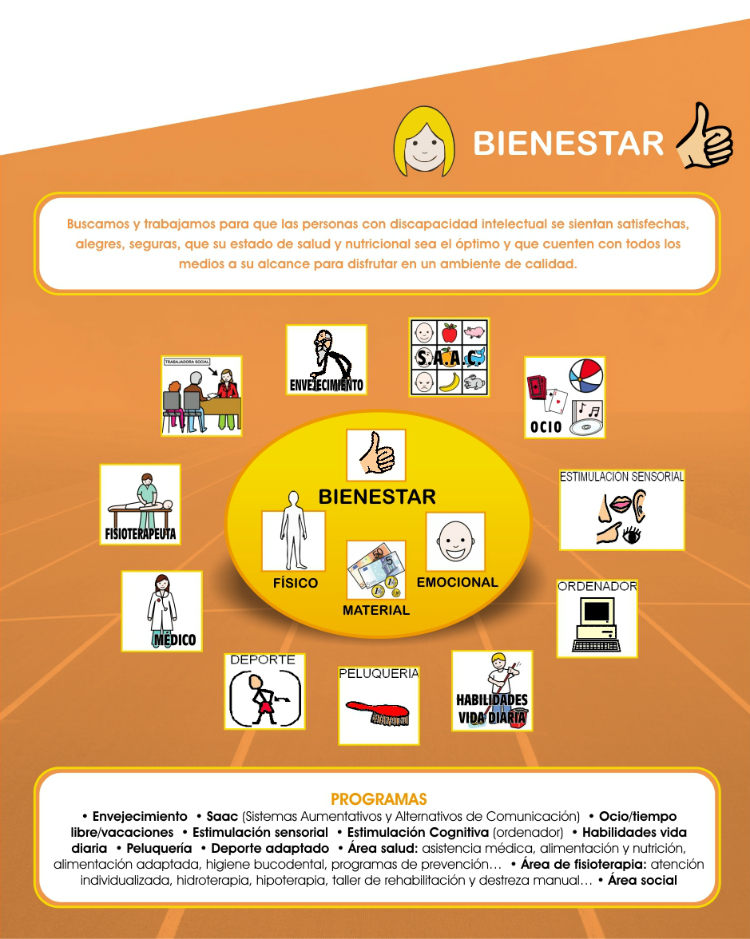 BIENESTAR
Buscamos y trabajamos para que las personas con discapacidad intelectual se sientan satisfechas,
alegres, seguras, que su estado de salud y nutricional sea el óptimo y que cuenten con todos los
medios a su alcance para disfrutar en un ambiente de calidad.
TRABAJADORA SOCIAL
ENVEJECIMIENTO
S.A.A.C.
OCIO
FISIOTERAPEUTA
BIENESTAR
FÍSICO
MATERIAL
EMOCIONAL
ESTIMULACION SENSORIAL
MÉDICO
ORDENADOR
DEPORTE
PELUQUERIA
HABILIDADES
VIDA DIARIA
PROGRAMAS
• Envejecimiento • Saac (Sistemas Aumentativos y Alternativos de Comunicación) • Ocio/tiempo
libre/vacaciones • Estimulación sensorial • Estimulación Cognitiva (ordenador) • Habilidades vida
diaria • Peluquería • Deporte adaptado • Área salud: asistencia médica, alimentación y nutrición,
alimentación adaptada, higiene bucodental, programas de prevención... • Área de fisioterapia: atención
individualizada, hidroterapia, hipoterapia, taller de rehabilitación y destreza manual... • Área social